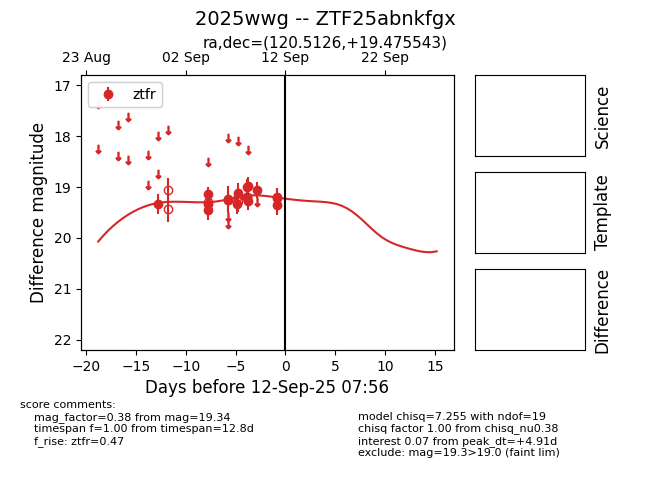 2025wwg -- ZTF25abnkfgx
ra,dec=(120.5126,+19.475543)
23 Aug 02 Sep 12 Sep 22 Sep
ztfr
17
18
19
20
21
22
Difference magnitude
−20 −15 −10 −5 0 5 10 15
Days before 12-Sep-25 07:56
Science
Template
Difference
score comments:
mag_factor=0.38 from mag=19.34
timespan f=1.00 from timespan=12.8d
f_rise: ztfr=0.47
model chisq=7.255 with ndof=19
chisq factor 1.00 from chisq_nu0.38
interest 0.07 from peak_dt=+4.91d
exclude: mag=19.3>19.0 (faint lim)